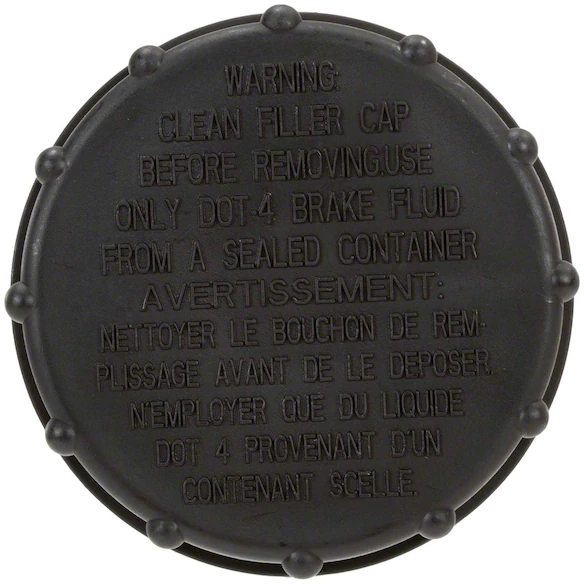 WARNING:
CLEAN FILLER CAP
BEFORE REMOVING.USE
ONLY DOT-4 BRAKE FLUID
FROM A SEALED CONTAINER
AVERTISSEMENT:
NETTOYER LE BOUCHON DE REM-
PLISSAGE AVANT DE LE DEPOSER.
N'EMPLOYER QUE DU LIQUIDE
DOT 4 PROVENANT D'UN
CONTENANT SCELLE.